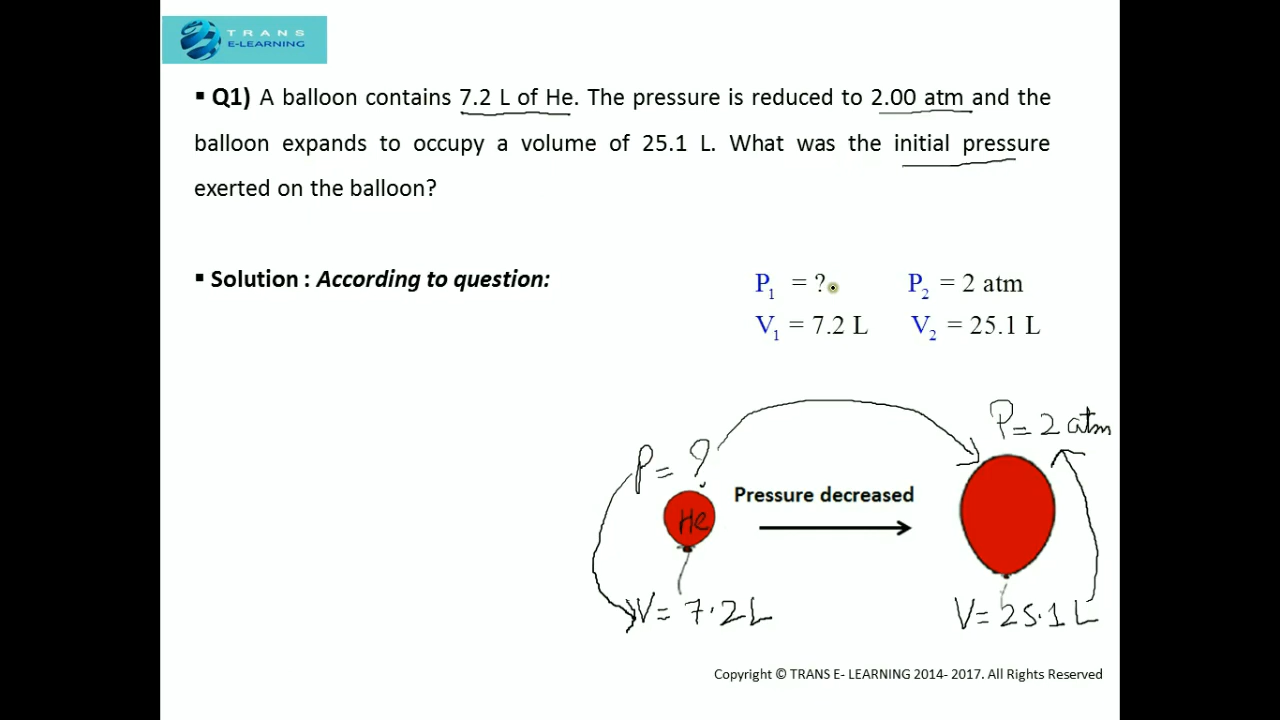 TRANS
E-LEARNING
▪ Q1) A balloon contains 7.2 L of He. The pressure is reduced to 2.00 atm and the
balloon expands to occupy a volume of 25.1 L. What was the initial pressure
exerted on the balloon?
▪ Solution : According to question:
P₁ = ? P₂ = 2 atm
V₁ = 7.2 L V₂ = 25.1 L
P = 2 atm
P = ?
Pressure decreased
He
V = 7.2 L V = 25.1 L
Copyright © TRANS E- LEARNING 2014- 2017. All Rights Reserved